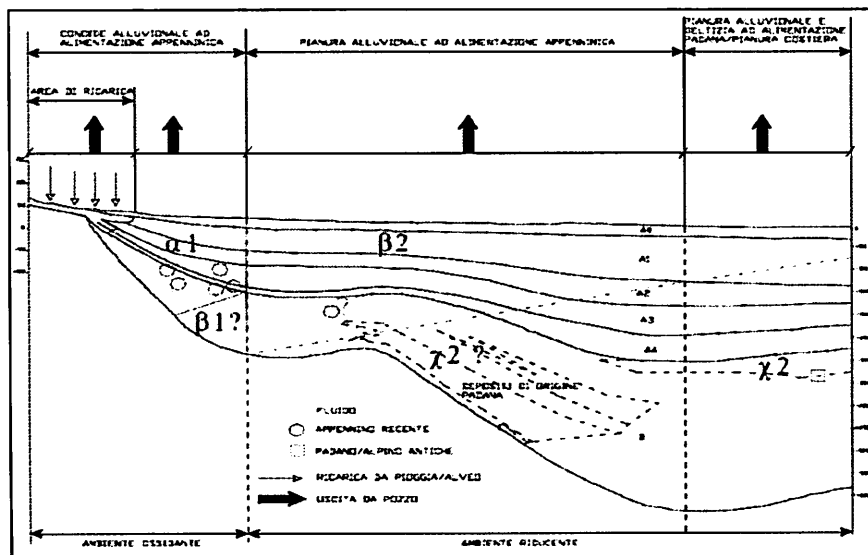 CONOIDE ALLUVIONALE AD
ALIMENTAZIONE APPENNINICA
PIANURA ALLUVIONALE AD ALIMENTAZIONE APPENNINICA
PIANURA ALLUVIONALE E
DELTIZIA AD ALIMENTAZIONE
PADANA/PIANURA COSTIERA
AREA DI RICARICA
α1
β2
β1?
χ2 ?
χ2
A0
A1
A2
A3
A4
B
DEPOSITI DI ORIGINE
PADANA
FLUIDO
APPENNINO RECENTE
PADANO/ALPINO ANTICHE
RICARICA DA PIOGGIA/ALVEO
USCITA DA POZZO
AMBIENTE OSSIDANTE
AMBIENTE RIDUCENTE